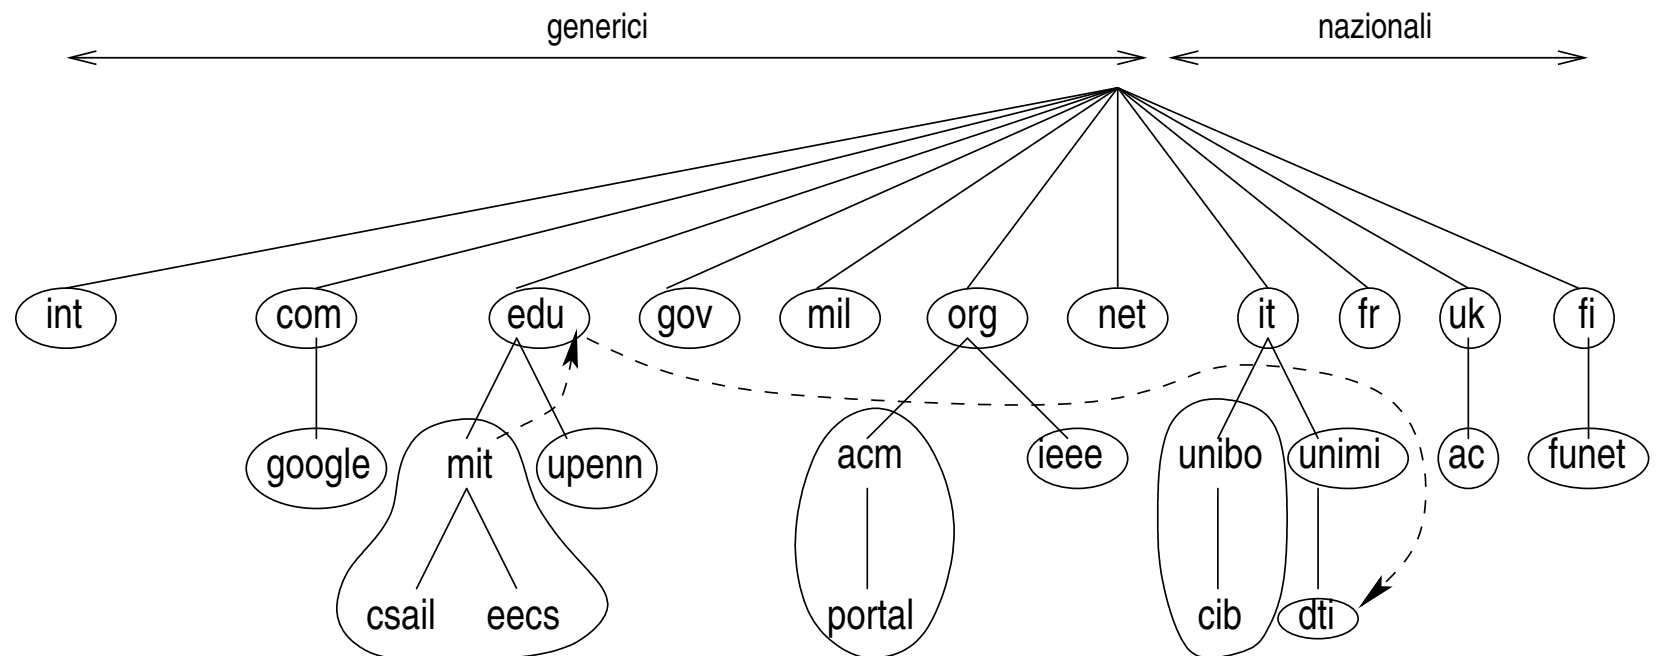 generici nazionali
int com edu gov mil org net it fr uk fi
google mit upenn acm ieee unibo unimi ac funet
csail eecs portal cib dti